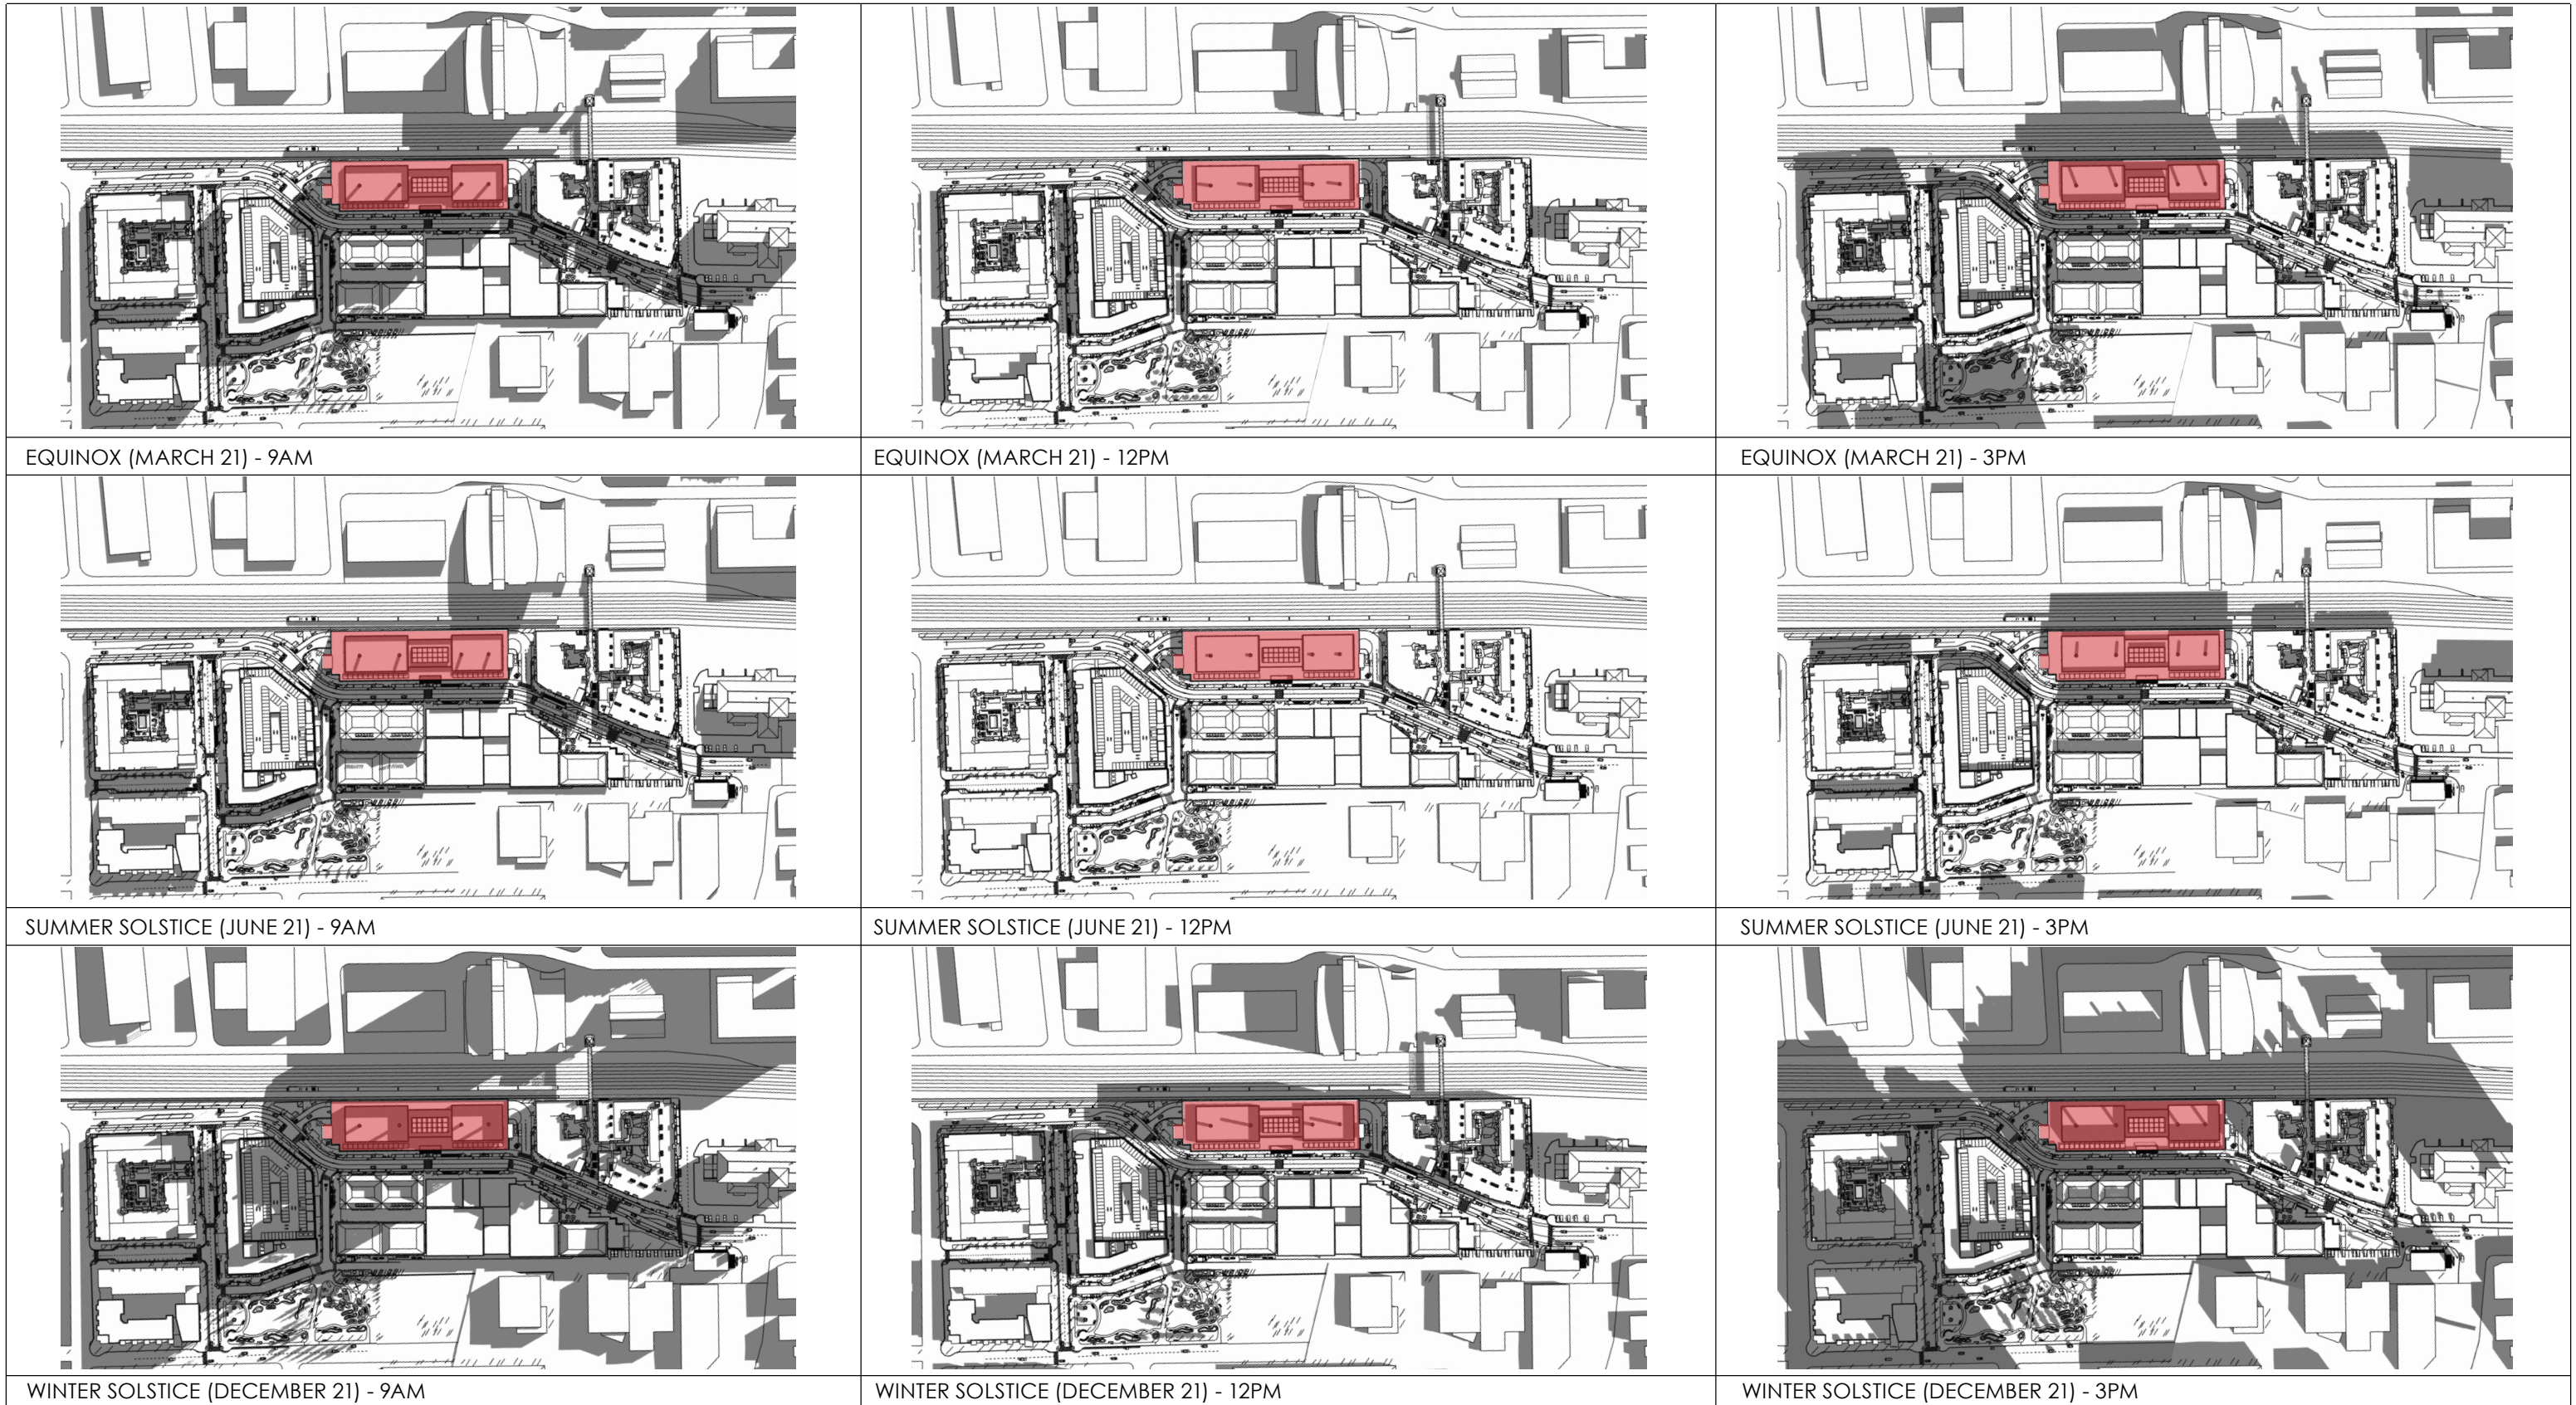 EQUINOX (MARCH 21) - 9AM
EQUINOX (MARCH 21) - 12PM
EQUINOX (MARCH 21) - 3PM
SUMMER SOLSTICE (JUNE 21) - 9AM
SUMMER SOLSTICE (JUNE 21) - 12PM
SUMMER SOLSTICE (JUNE 21) - 3PM
WINTER SOLSTICE (DECEMBER 21) - 9AM
WINTER SOLSTICE (DECEMBER 21) - 12PM
WINTER SOLSTICE (DECEMBER 21) - 3PM